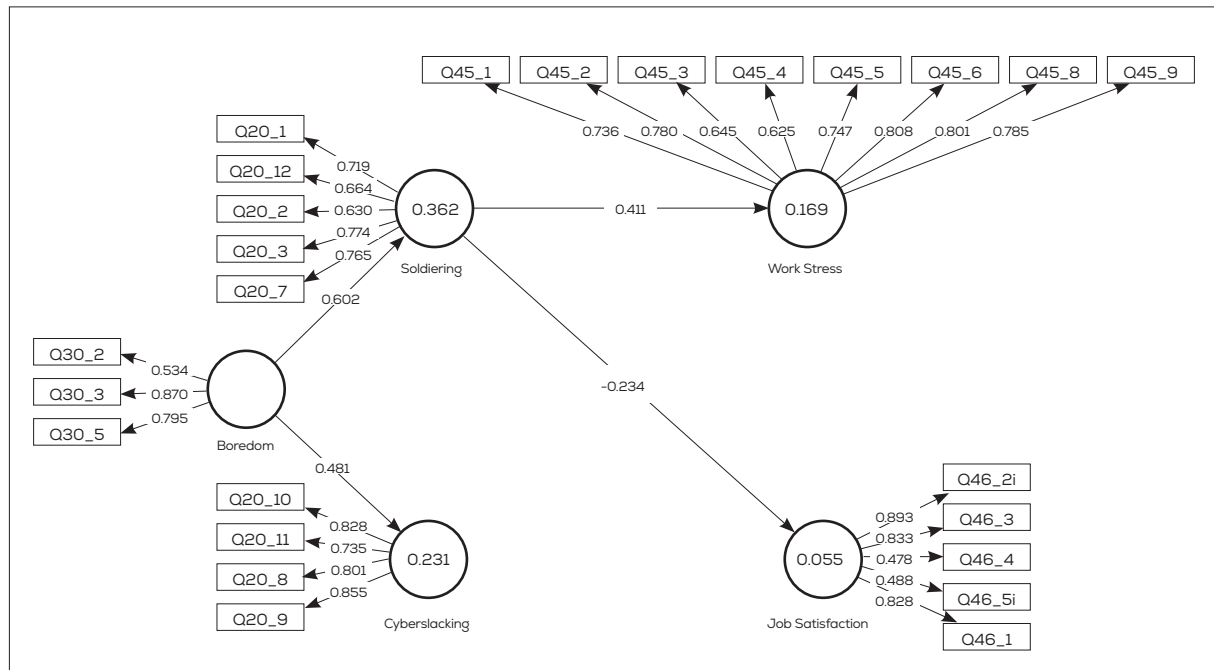 Q45_1 Q45_2 Q45_3 Q45_4 Q45_5 Q45_6 Q45_8 Q45_9
0.736 0.780 0.645 0.625 0.747 0.808 0.801 0.785
Q20_1
Q20_12
Q20_2
Q20_3
Q20_7
0.719
0.664
0.630
0.774
0.765
0.362
Soldiering
0.411
0.169
Work Stress
0.602
-0.234
Q30_2
Q30_3
Q30_5
0.534
0.870
0.795
Boredom
0.481
Q20_10
Q20_11
Q20_8
Q20_9
0.828
0.735
0.801
0.855
0.231
Cyberslacking
0.055
Job Satisfaction
0.893
0.833
0.478
0.488
0.828
Q46_2i
Q46_3
Q46_4
Q46_5i
Q46_1